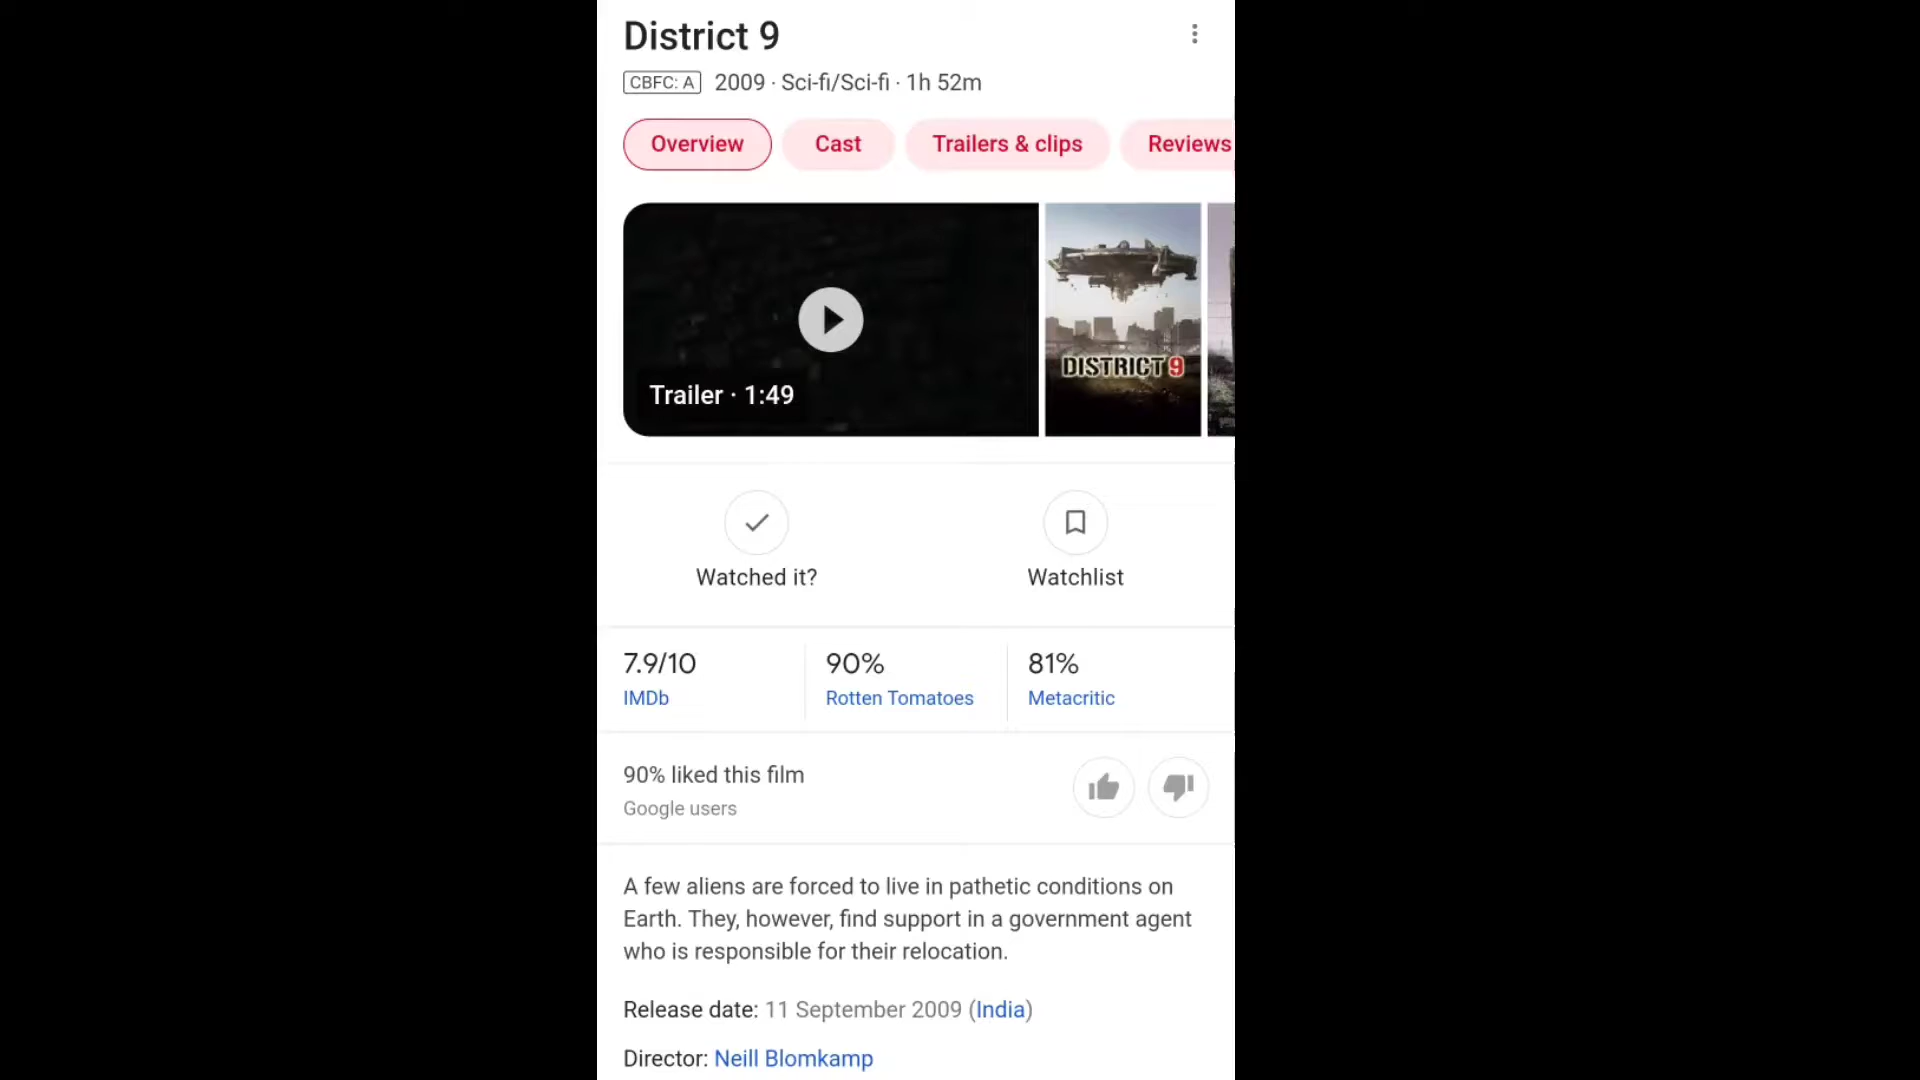 District 9
CBFC: A 2009 · Sci-fi/Sci-fi · 1h 52m
Overview Cast Trailers & clips Reviews
Trailer · 1:49
DISTRICT 9
Watched it? Watchlist
7.9/10 90% 81%
IMDb Rotten Tomatoes Metacritic
90% liked this film
Google users
A few aliens are forced to live in pathetic conditions on
Earth. They, however, find support in a government agent
who is responsible for their relocation.
Release date: 11 September 2009 (India)
Director: Neill Blomkamp